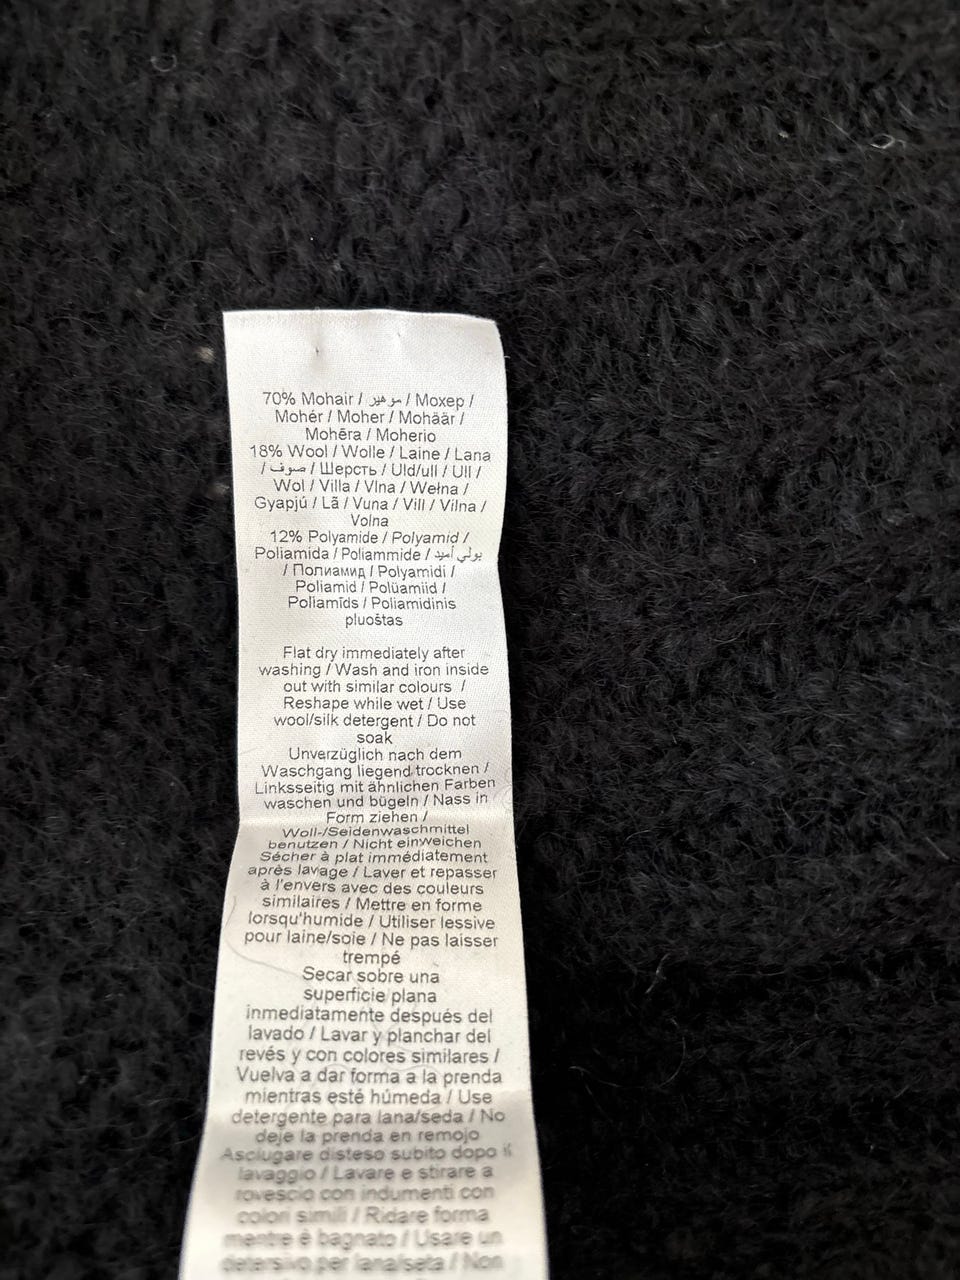 70% Mohair / موهير / Мохер /
Mohér / Moher / Mohäär /
Mohēra / Moherio
18% Wool / Wolle / Laine / Lana
/ صوف / Шерсть / Uld/ull / Ull /
Wol / Villa / Vlna / Wełna /
Gyapjú / Lã / Vuna / Vill / Vilna /
Volna
12% Polyamide / Polyamid /
Poliamida / Poliammide / بولي أميد
/ Полиамид / Polyamidi /
Poliamid / Polüamiid /
Poliamīds / Poliamidinis
pluoštas
Flat dry immediately after
washing / Wash and iron inside
out with similar colours /
Reshape while wet / Use
wool/silk detergent / Do not
soak
Unverzüglich nach dem
Waschgang liegend trocknen /
Linksseitig mit ähnlichen Farben
waschen und bügeln / Nass in
Form ziehen /
Woll-/Seidenwaschmittel
benutzen / Nicht einweichen
Sécher à plat immédiatement
après lavage / Laver et repasser
à l'envers avec des couleurs
similaires / Mettre en forme
lorsqu'humide / Utiliser lessive
pour laine/soie / Ne pas laisser
trempé
Secar sobre una
superficie plana
inmediatamente después del
lavado / Lavar y planchar del
revés y con colores similares /
Vuelva a dar forma a la prenda
mientras esté húmeda / Use
detergente para lana/seda / No
deje la prenda en remojo
Asciugare disteso subito dopo il
lavaggio / Lavare e stirare a
rovescio con indumenti con
colori simili / Ridare forma
mentre è bagnato / Usare un
detersivo per lana/seta / Non